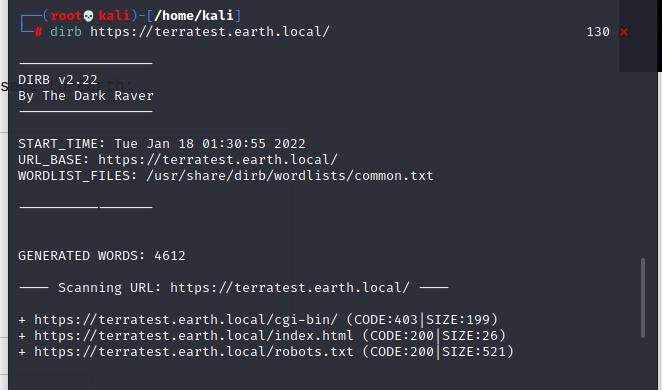 ┌──(root💀kali)-[/home/kali]
└─# dirb https://terratest.earth.local/ 130 ⨯
-----------------
DIRB v2.22
By The Dark Raver
-----------------
START_TIME: Tue Jan 18 01:30:55 2022
URL_BASE: https://terratest.earth.local/
WORDLIST_FILES: /usr/share/dirb/wordlists/common.txt
-----------------
GENERATED WORDS: 4612
---- Scanning URL: https://terratest.earth.local/ ----
+ https://terratest.earth.local/cgi-bin/ (CODE:403|SIZE:199)
+ https://terratest.earth.local/index.html (CODE:200|SIZE:26)
+ https://terratest.earth.local/robots.txt (CODE:200|SIZE:521)